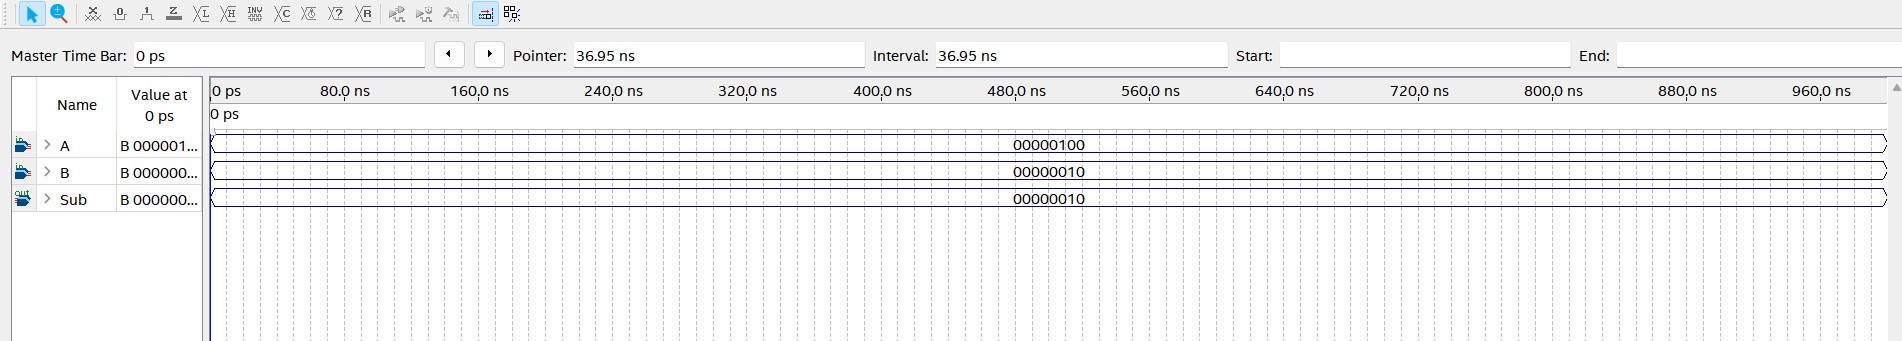 Master Time Bar: 0 ps Pointer: 36.95 ns Interval: 36.95 ns Start: End:
Name Value at 0 ps
0 ps 80.0 ns 160.0 ns 240.0 ns 320.0 ns 400.0 ns 480.0 ns 560.0 ns 640.0 ns 720.0 ns 800.0 ns 880.0 ns 960.0 ns
0 ps
A B 000001... 00000100
B B 000000... 00000010
Sub B 000000... 00000010